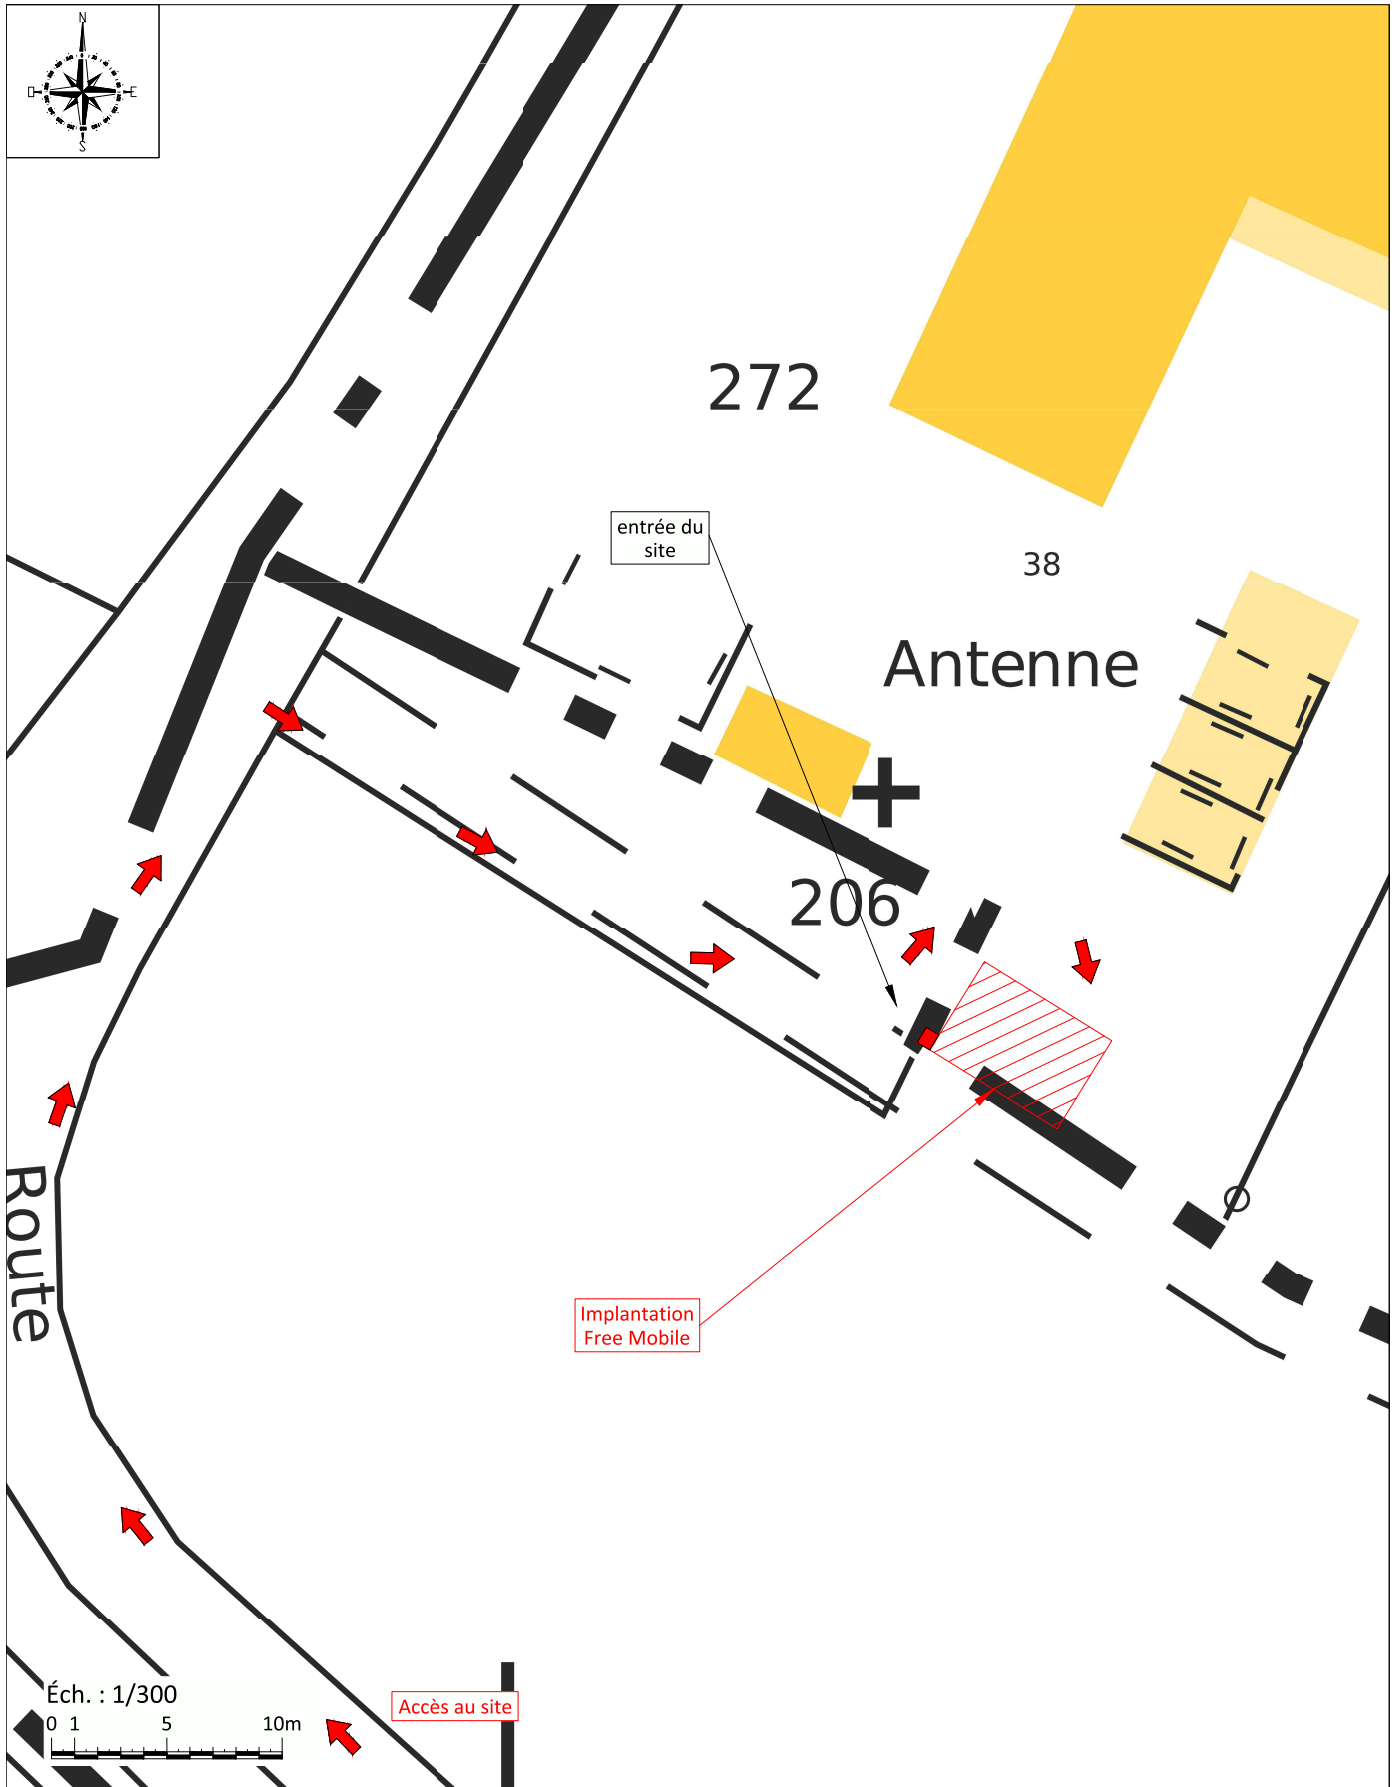 N
O E
S
272
entrée du
site
38
Antenne
206
Route
Implantation
Free Mobile
Éch. : 1/300
Accès au site
0 1 5 10m